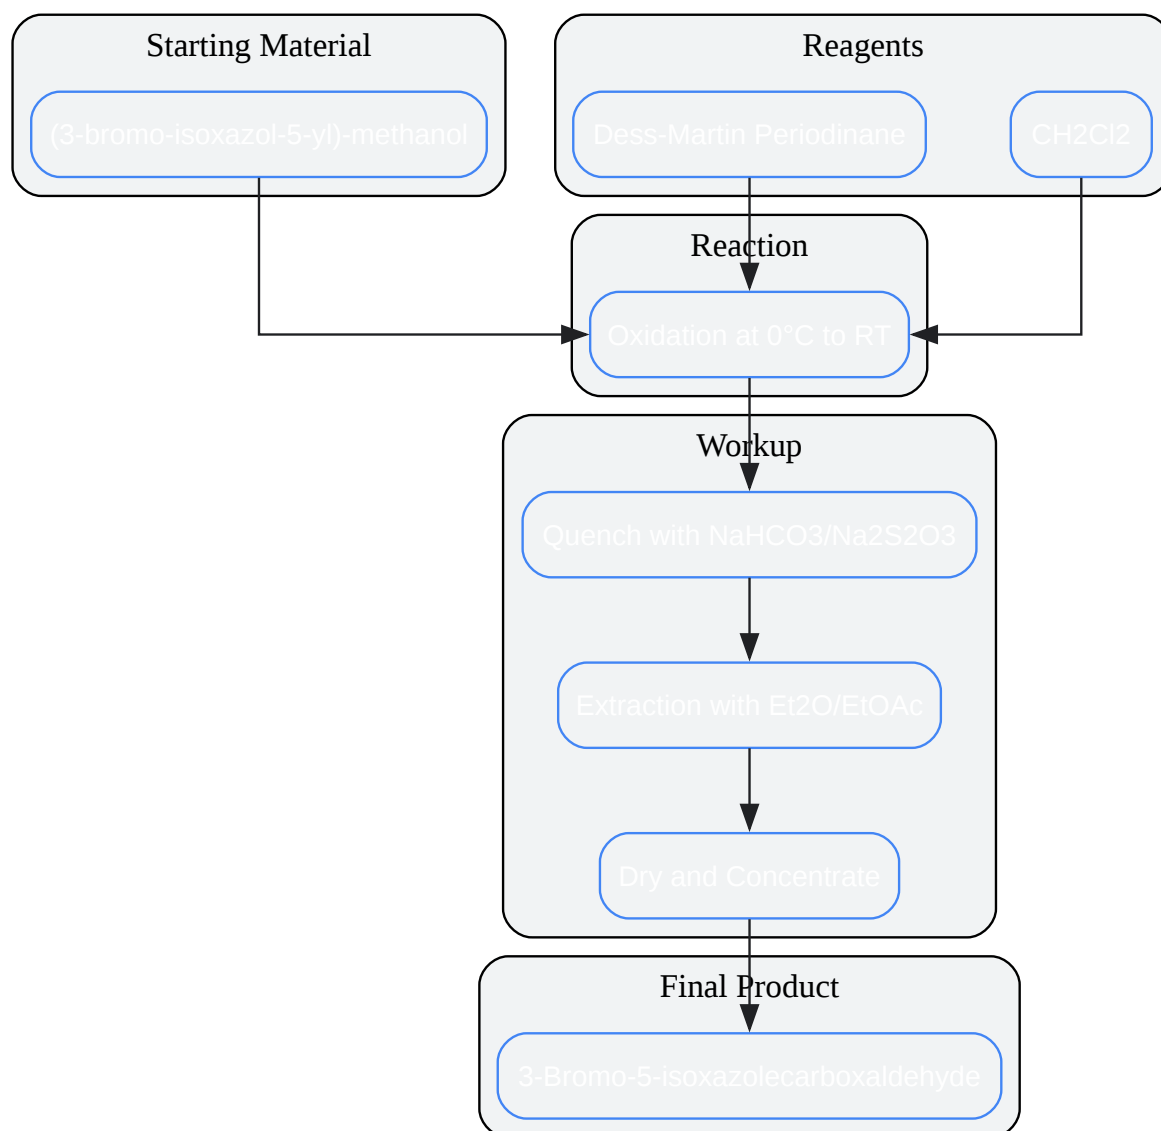 Starting Material
Reagents
(3-bromo-isoxazol-5-yl)-methanol
Dess-Martin Periodinane
CH2Cl2
Reaction
Oxidation at 0°C to RT
Workup
Quench with NaHCO3/Na2S2O3
Extraction with Et2O/EtOAc
Dry and Concentrate
Final Product
3-Bromo-5-isoxazolecarboxaldehyde